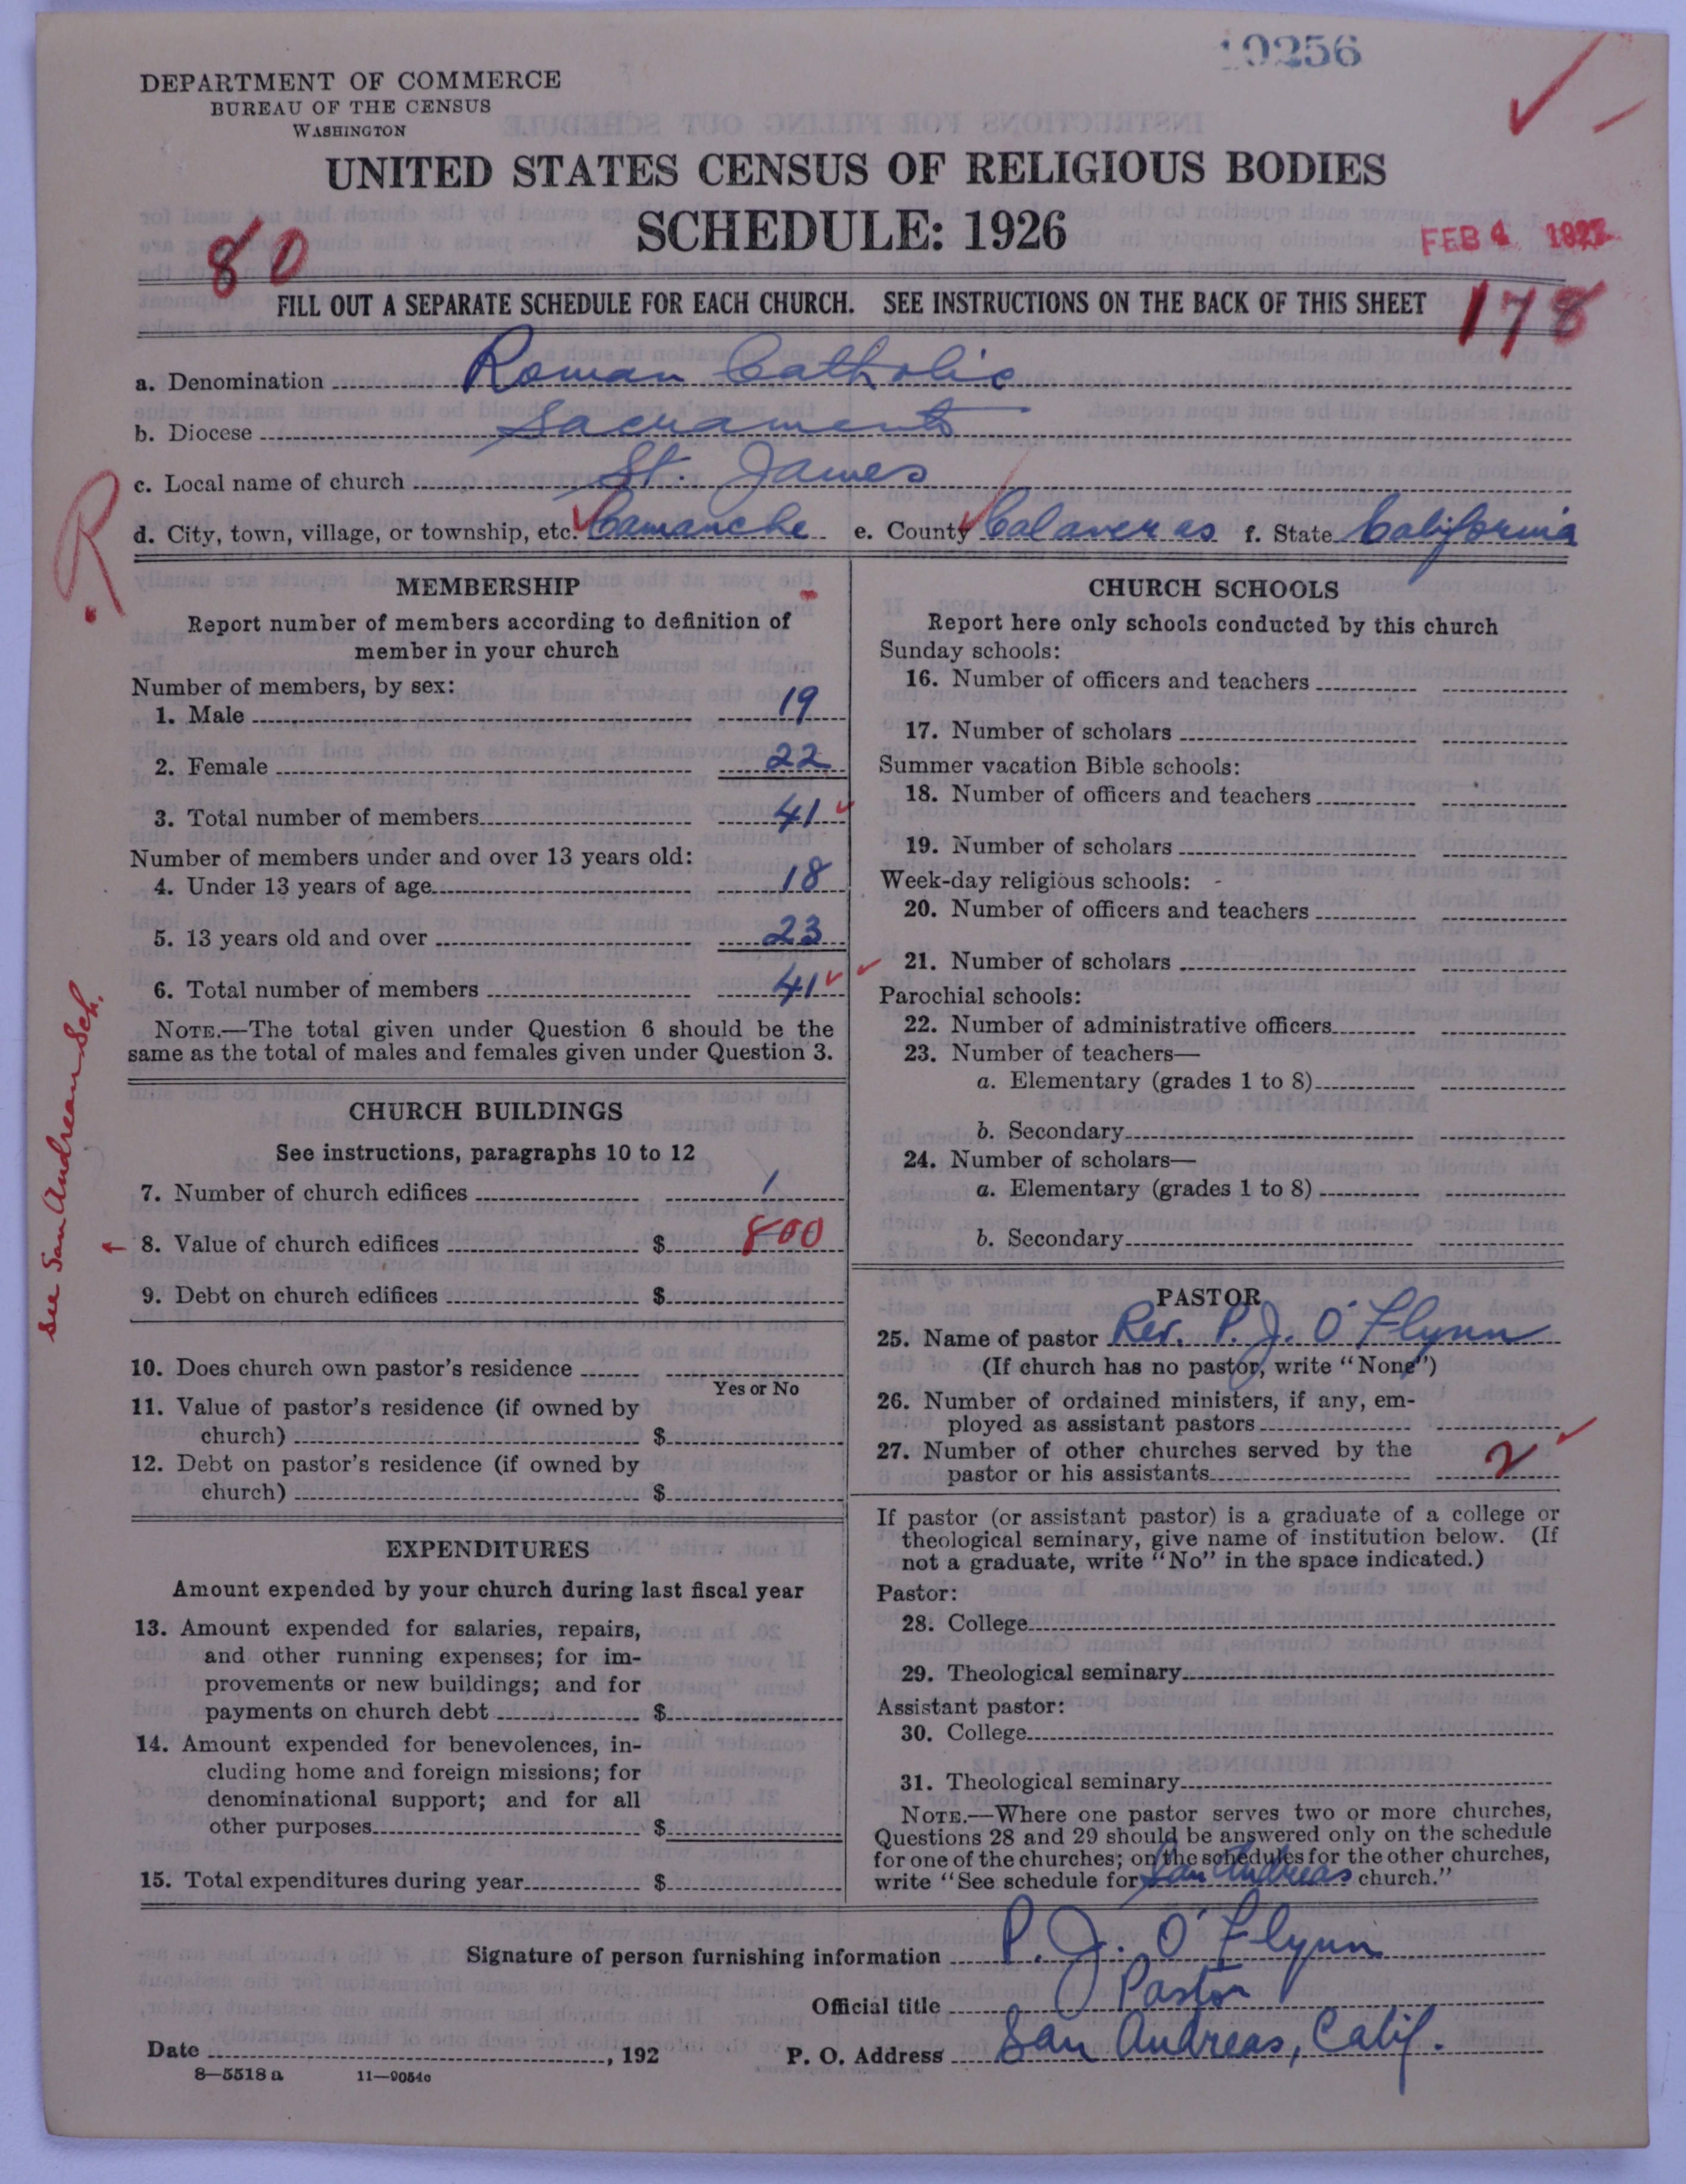 10256
DEPARTMENT OF COMMERCE
BUREAU OF THE CENSUS
WASHINGTON
UNITED STATES CENSUS OF RELIGIOUS BODIES
SCHEDULE: 1926
80
FEB 4 1927
FILL OUT A SEPARATE SCHEDULE FOR EACH CHURCH. SEE INSTRUCTIONS ON THE BACK OF THIS SHEET
178
a. Denomination Roman Catholic
b. Diocese Sacramento
c. Local name of church St. James
d. City, town, village, or township, etc. Camanche e. County Calaveras f. State California
R
MEMBERSHIP
Report number of members according to definition of
member in your church
Number of members, by sex:
1. Male 19
2. Female 22
3. Total number of members 41
Number of members under and over 13 years old:
4. Under 13 years of age 18
5. 13 years old and over 23
6. Total number of members 41
NOTE.—The total given under Question 6 should be the
same as the total of males and females given under Question 3.
CHURCH BUILDINGS
See instructions, paragraphs 10 to 12
7. Number of church edifices 1
8. Value of church edifices $ 800
see San Andreas Sch.
9. Debt on church edifices $
10. Does church own pastor's residence
Yes or No
11. Value of pastor's residence (if owned by
church) $
12. Debt on pastor's residence (if owned by
church) $
EXPENDITURES
Amount expended by your church during last fiscal year
13. Amount expended for salaries, repairs,
and other running expenses; for im-
provements or new buildings; and for
payments on church debt $
14. Amount expended for benevolences, in-
cluding home and foreign missions; for
denominational support; and for all
other purposes $
15. Total expenditures during year $
CHURCH SCHOOLS
Report here only schools conducted by this church
Sunday schools:
16. Number of officers and teachers
17. Number of scholars
Summer vacation Bible schools:
18. Number of officers and teachers
19. Number of scholars
Week-day religious schools:
20. Number of officers and teachers
21. Number of scholars
Parochial schools:
22. Number of administrative officers
23. Number of teachers—
a. Elementary (grades 1 to 8)
b. Secondary
24. Number of scholars—
a. Elementary (grades 1 to 8)
b. Secondary
PASTOR
25. Name of pastor Rev. P. J. O'Flynn
(If church has no pastor, write "None")
26. Number of ordained ministers, if any, em-
ployed as assistant pastors
27. Number of other churches served by the
pastor or his assistants 2
If pastor (or assistant pastor) is a graduate of a college or
theological seminary, give name of institution below. (If
not a graduate, write "No" in the space indicated.)
Pastor:
28. College
29. Theological seminary
Assistant pastor:
30. College
31. Theological seminary
NOTE.—Where one pastor serves two or more churches,
Questions 28 and 29 should be answered only on the schedule
for one of the churches; on the schedules for the other churches,
write "See schedule for San Andreas church."
Signature of person furnishing information P. J. O'Flynn
Official title Pastor
Date , 192 P. O. Address San Andreas, Calif.
8—5518 a 11—9054c